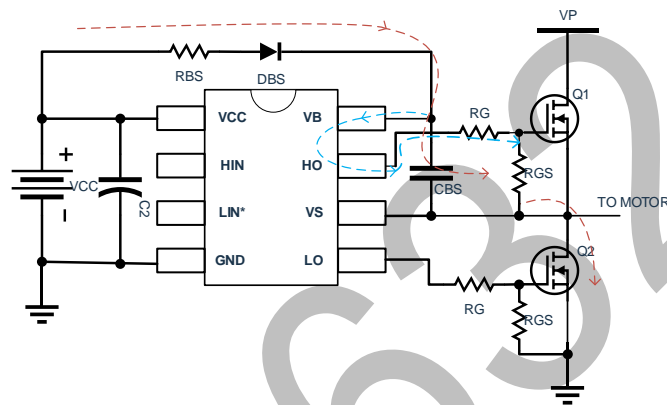 VP
RBS
DBS
Q1
VCC
VB
RG
+
HIN
HO
RGS
VCC
C2
CBS
TO MOTOR
LIN*
VS
-
Q2
GND
LO
RG
RGS